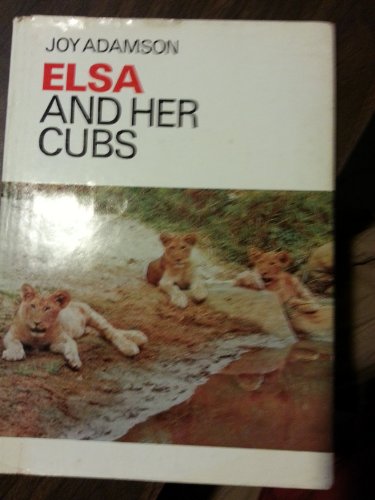 JOY ADAMSON
ELSA
AND HER
CUBS